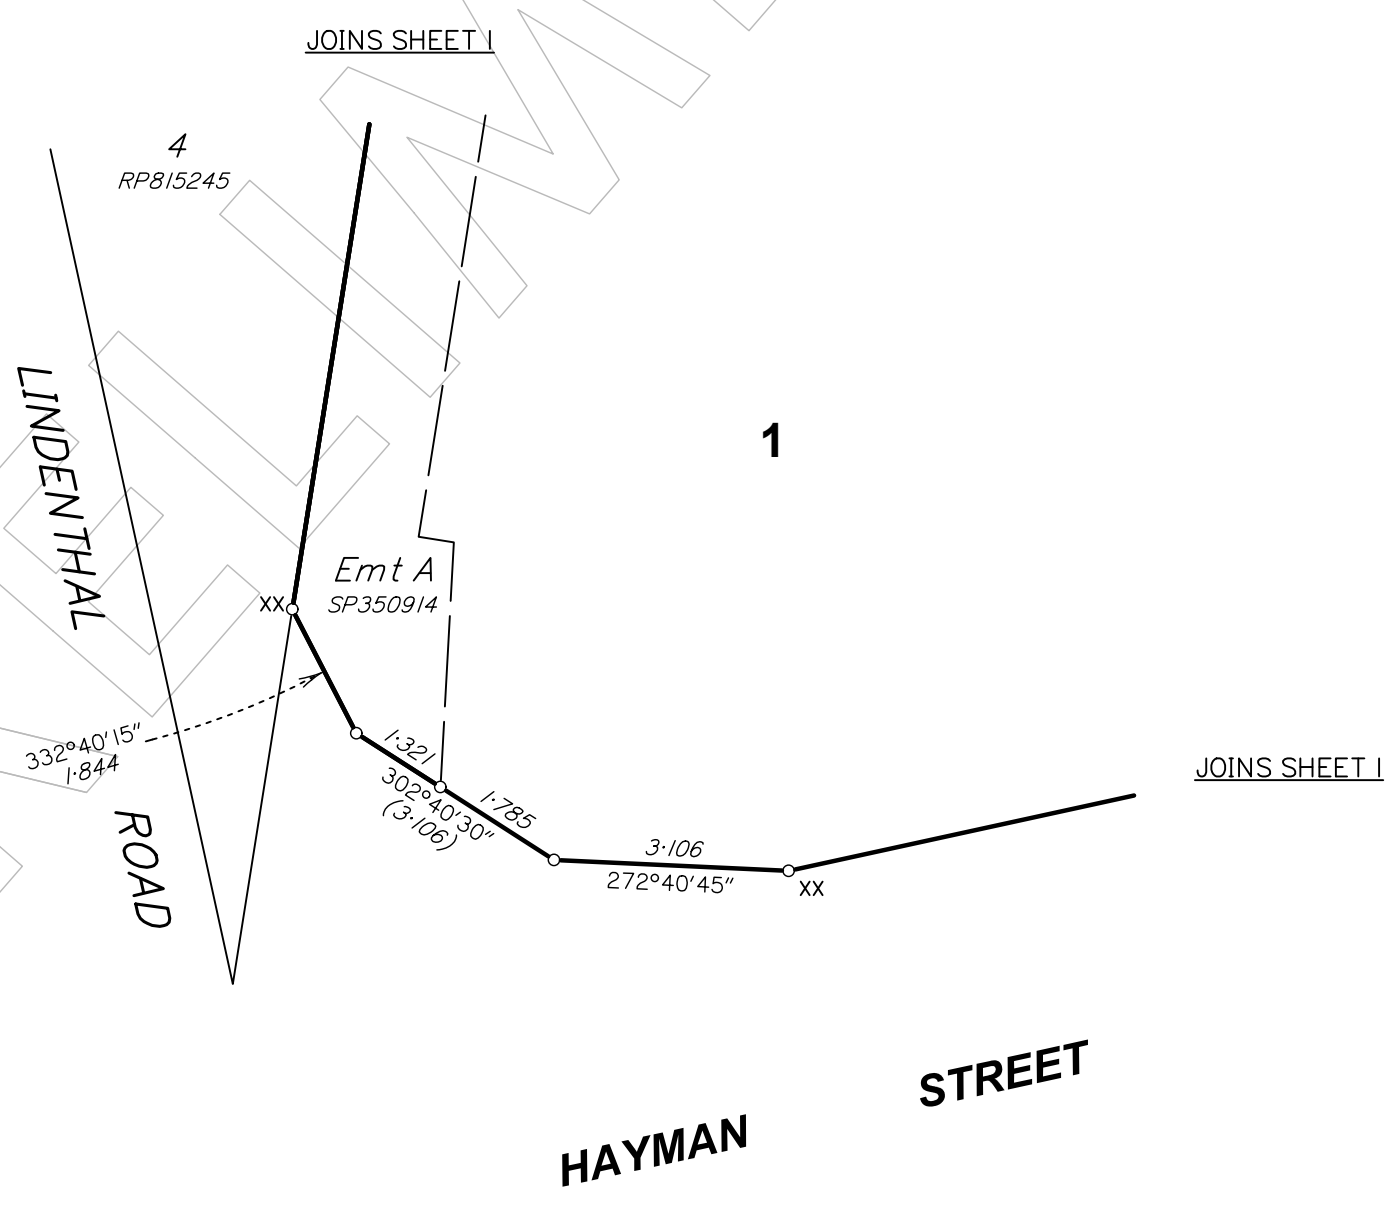 JOINS SHEET 1
4
RP815245
LINDENTHAL
ROAD
1
Emt A
SP350914
XX
332°40'15"
1·844
1·321
302°40'30"
(3·106)
1·785
3·106
272°40'45"
XX
JOINS SHEET 1
HAYMAN STREET